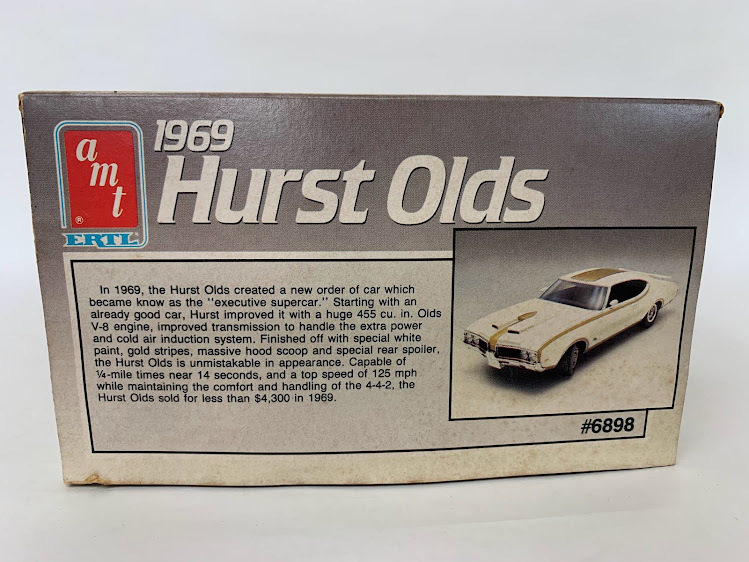 amt
®
ERTL
1969
Hurst Olds
In 1969, the Hurst Olds created a new order of car which
became know as the "executive supercar." Starting with an
already good car, Hurst improved it with a huge 455 cu. in. Olds
V-8 engine, improved transmission to handle the extra power
and cold air induction system. Finished off with special white
paint, gold stripes, massive hood scoop and special rear spoiler,
the Hurst Olds is unmistakable in appearance. Capable of
¼-mile times near 14 seconds, and a top speed of 125 mph
while maintaining the comfort and handling of the 4-4-2, the
Hurst Olds sold for less than $4,300 in 1969.
#6898